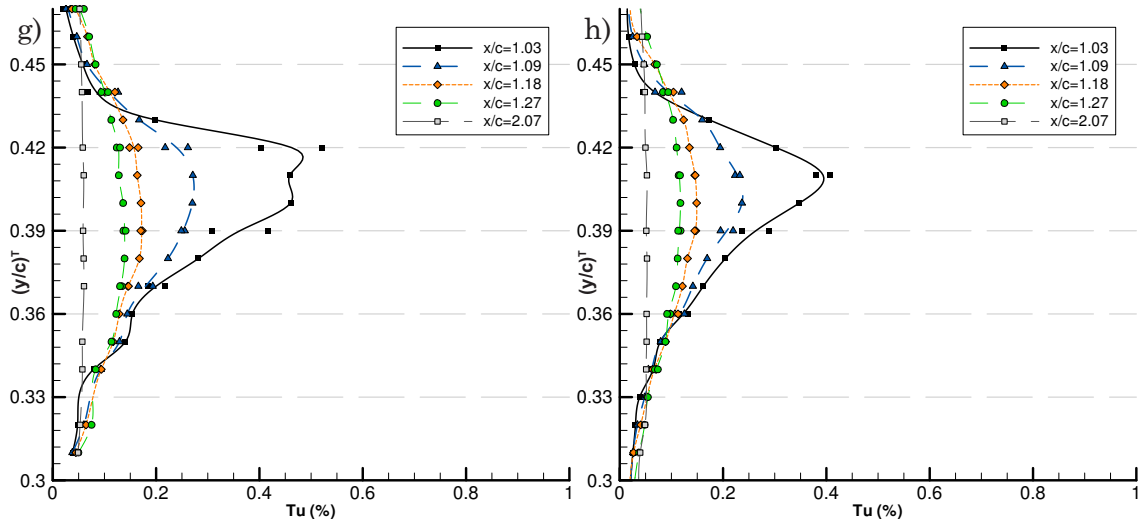 g)
x/c=1.03
x/c=1.09
x/c=1.18
x/c=1.27
x/c=2.07
0.45
0.42
0.39
0.36
0.33
0.3
(y/c)ᵀ
0 0.2 0.4 0.6 0.8 1
Tu (%)
h)
x/c=1.03
x/c=1.09
x/c=1.18
x/c=1.27
x/c=2.07
0.45
0.42
0.39
0.36
0.33
0.3
(y/c)ᵀ
0 0.2 0.4 0.6 0.8 1
Tu (%)